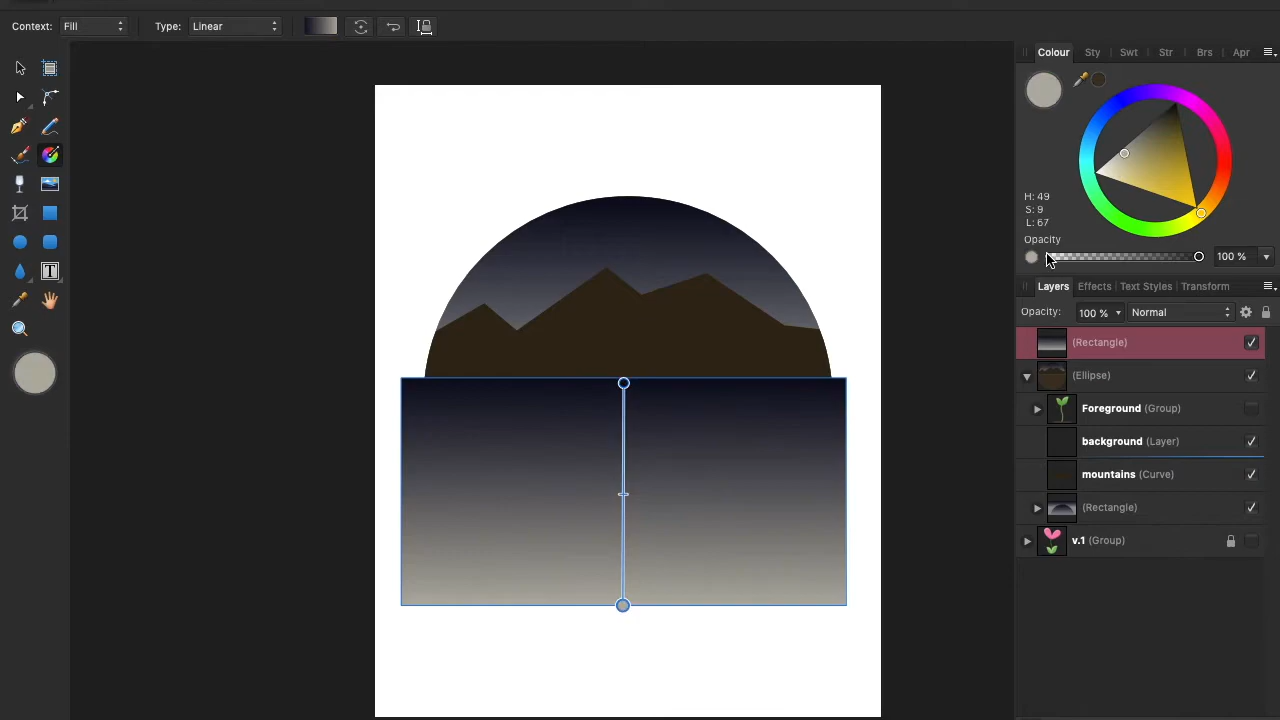 Context: Fill Type: Linear
Colour Sty Swt Str Brs Apr
H: 49
S: 9
L: 67
Opacity
100 %
Layers Effects Text Styles Transform
Opacity: 100 % Normal
(Rectangle)
(Ellipse)
Foreground (Group)
background (Layer)
mountains (Curve)
(Rectangle)
v.1 (Group)
T